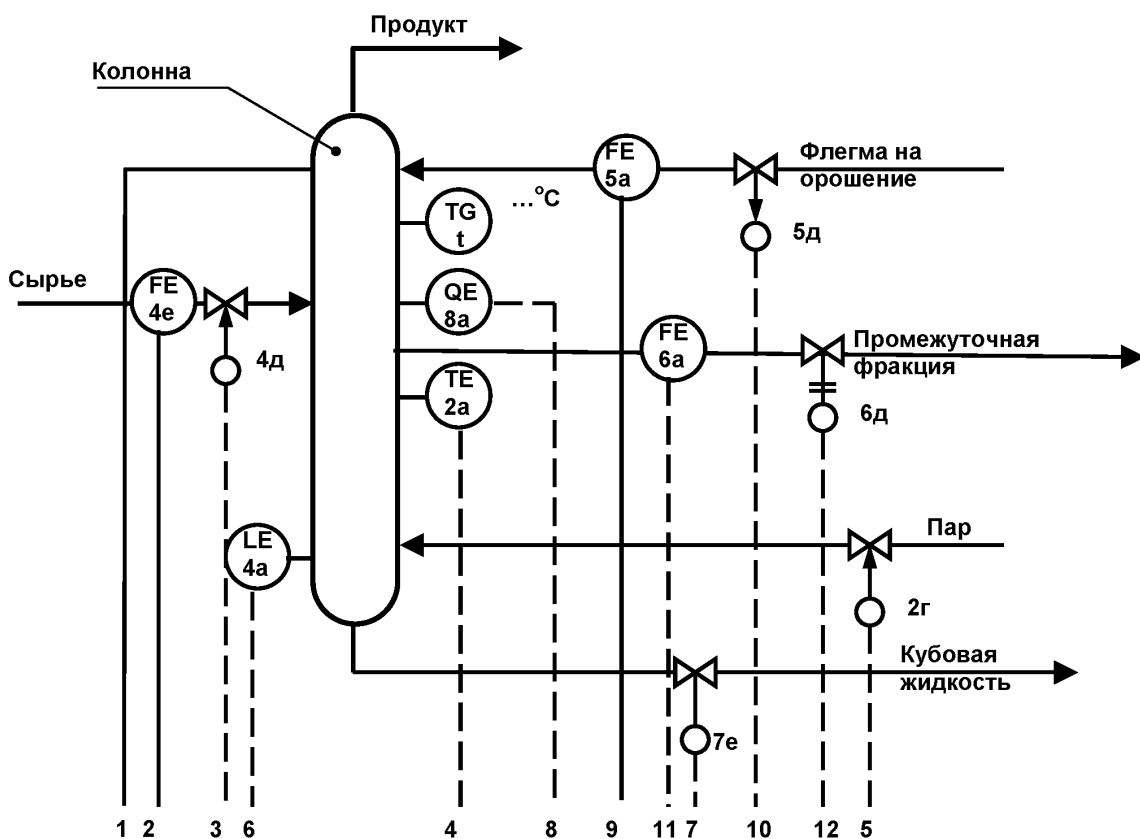 Продукт
Колонна
FE
5а
Флегма на
орошение
TG
t
...°C
5д
Сырье
FE
4е
QE
8а
4д
FE
6а
Промежуточная
фракция
TE
2а
6д
LE
4а
Пар
2г
Кубовая
жидкость
7е
1 2 3 6 4 8 9 11 7 10 12 5